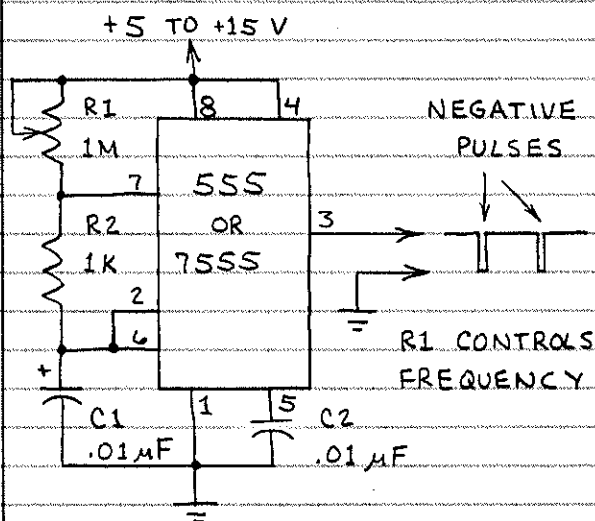 +5 TO +15 V
R1
1M
8
4
NEGATIVE
PULSES
7
555
OR
7555
3
R2
1K
2
6
R1 CONTROLS
FREQUENCY
+
C1
.01 µF
1
5
C2
.01 µF